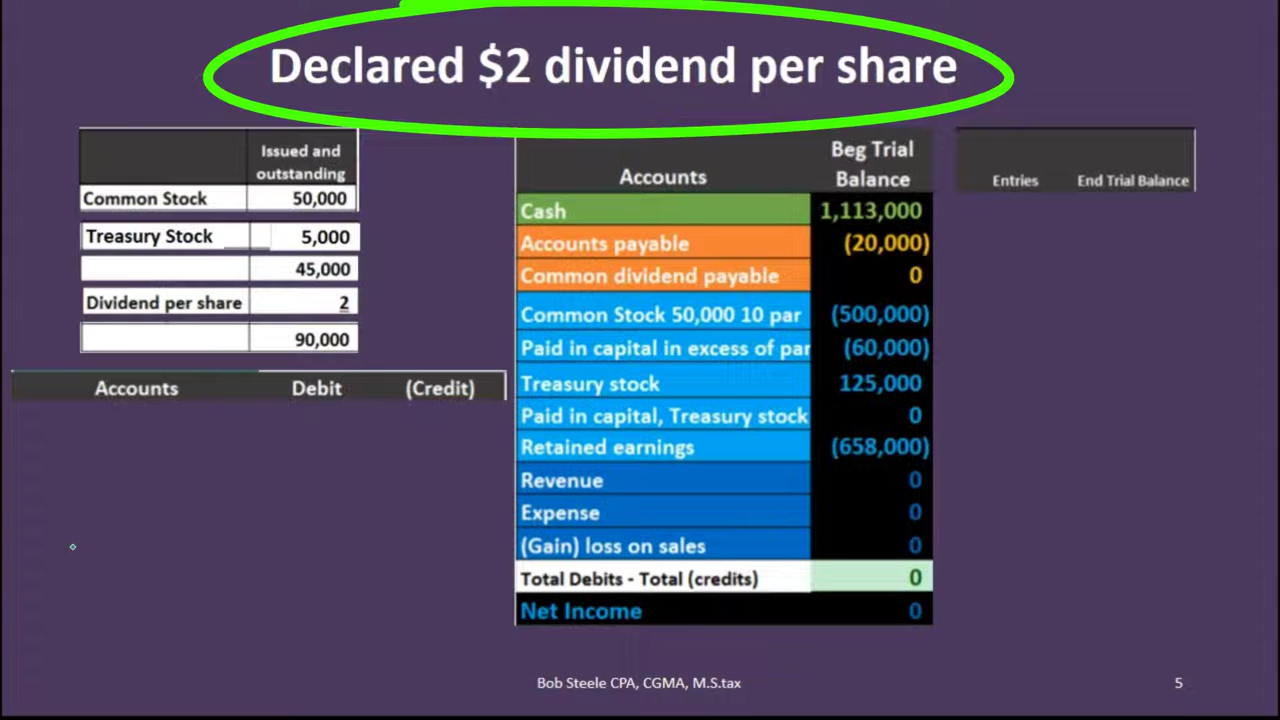 Declared $2 dividend per share
Issued and
outstanding
Common Stock 50,000
Treasury Stock 5,000
45,000
Dividend per share 2
90,000
Accounts Debit (Credit)
Accounts Beg Trial
Balance
Cash 1,113,000
Accounts payable (20,000)
Common dividend payable 0
Common Stock 50,000 10 par (500,000)
Paid in capital in excess of par (60,000)
Treasury stock 125,000
Paid in capital, Treasury stock 0
Retained earnings (658,000)
Revenue 0
Expense 0
(Gain) loss on sales 0
Total Debits - Total (credits) 0
Net Income 0
Entries End Trial Balance
Bob Steele CPA, CGMA, M.S.tax
5